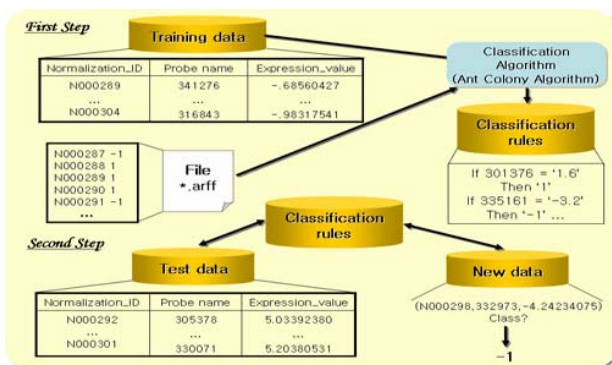 First Step
Training data
Normalization_ID Probe name Expression_value
N000289 341276 -.68560427
... ... ...
N000304 316843 -.98317541
Classification
Algorithm
(Ant Colony Algorithm)
Classification
rules
If 301376 = '1.6'
Then '1'
If 335161 = '-3.2'
Then '-1' ...
N000287 -1
N000288 1
N000289 1
N000290 1
N000291 -1
...
File
*.arff
Classification
rules
Second Step
Test data
Normalization_ID Probe name Expression_value
N000292 305378 5.03392380
... ... ...
N000301 330071 5.20380531
New data
(N000298,332973,-4.24234075)
Class?
-1